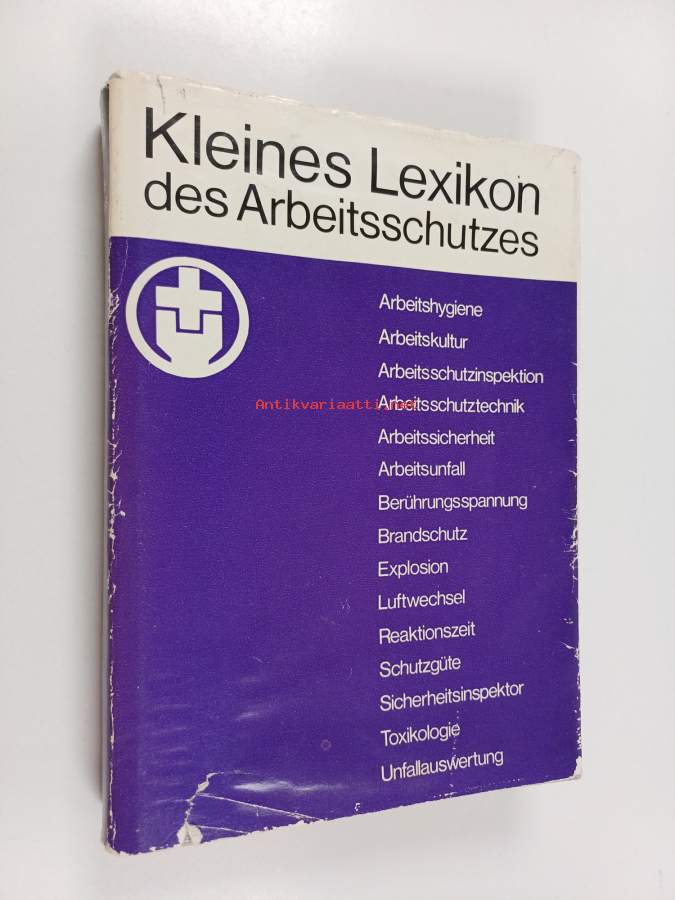 Kleines Lexikon
des Arbeitsschutzes
Arbeitshygiene
Arbeitskultur
Arbeitsschutzinspektion
Antikvariaatti.net
Arbeitsschutztechnik
Arbeitssicherheit
Arbeitsunfall
Berührungsspannung
Brandschutz
Explosion
Luftwechsel
Reaktionszeit
Schutzgüte
Sicherheitsinspektor
Toxikologie
Unfallauswertung